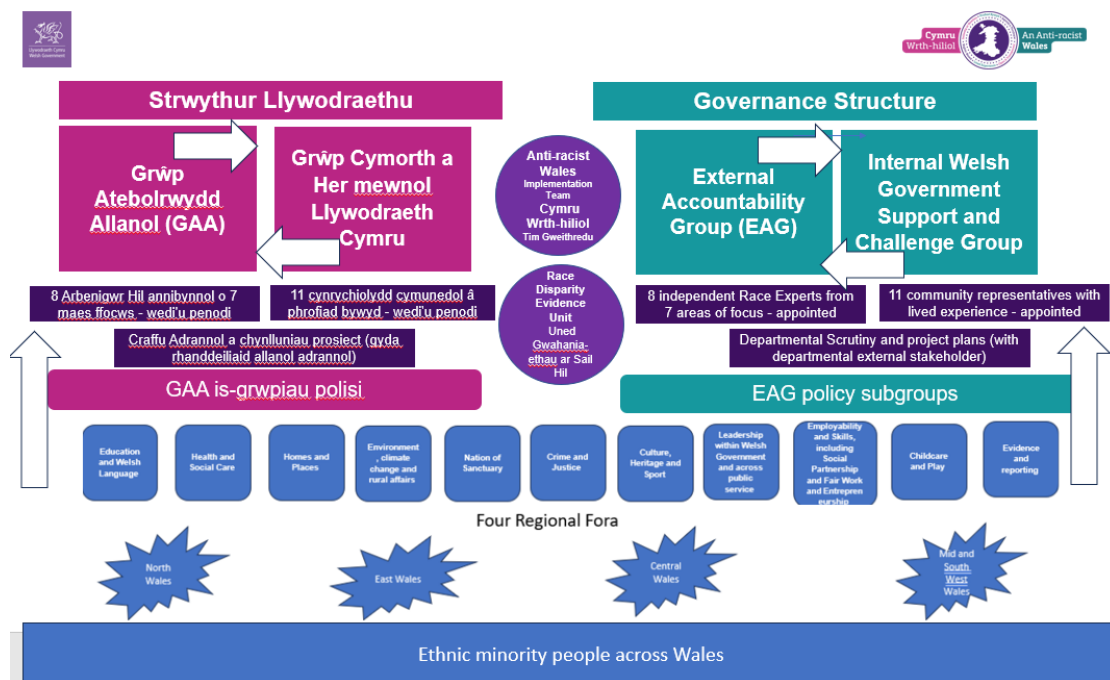 Llywodraeth Cymru
Welsh Government
Cymru
Wrth-hiliol
An Anti-racist
Wales
Strwythur Llywodraethu
Governance Structure
Grŵp
Atebolrwydd
Allanol (GAA)
Grŵp Cymorth a
Her mewnol
Llywodraeth
Cymru
Anti-racist
Wales
Implementation
Team
Cymru
Wrth-hiliol
Tim Gweithredu
External
Accountability
Group (EAG)
Internal Welsh
Government
Support and
Challenge Group
8 Arbenigwr Hil annibynnol o 7
maes ffocws - wedi'u penodi
11 cynrychiolydd cymunedol â
phrofiad bywyd - wedi'u penodi
Craffu Adrannol a chynlluniau prosiect (gyda
rhanddeiliaid allanol adrannol)
Race
Disparity
Evidence
Unit
Uned
Gwahania-
ethau ar Sail
Hil
8 independent Race Experts from
7 areas of focus - appointed
11 community representatives with
lived experience - appointed
Departmental Scrutiny and project plans (with
departmental external stakeholder)
GAA is-grwpiau polisi
EAG policy subgroups
Education
and Welsh
Language
Health and
Social Care
Homes and
Places
Environment
, climate
change and
rural affairs
Nation of
Sanctuary
Crime and
Justice
Culture,
Heritage and
Sport
Leadership
within Welsh
Government
and across
public
service
Employability
and Skills,
including
Social
Partnership
and Fair Work
and Entrepren
eurship
Childcare
and Play
Evidence
and
reporting
Four Regional Fora
North
Wales
East Wales
Central
Wales
Mid and
South
West
Wales
Ethnic minority people across Wales